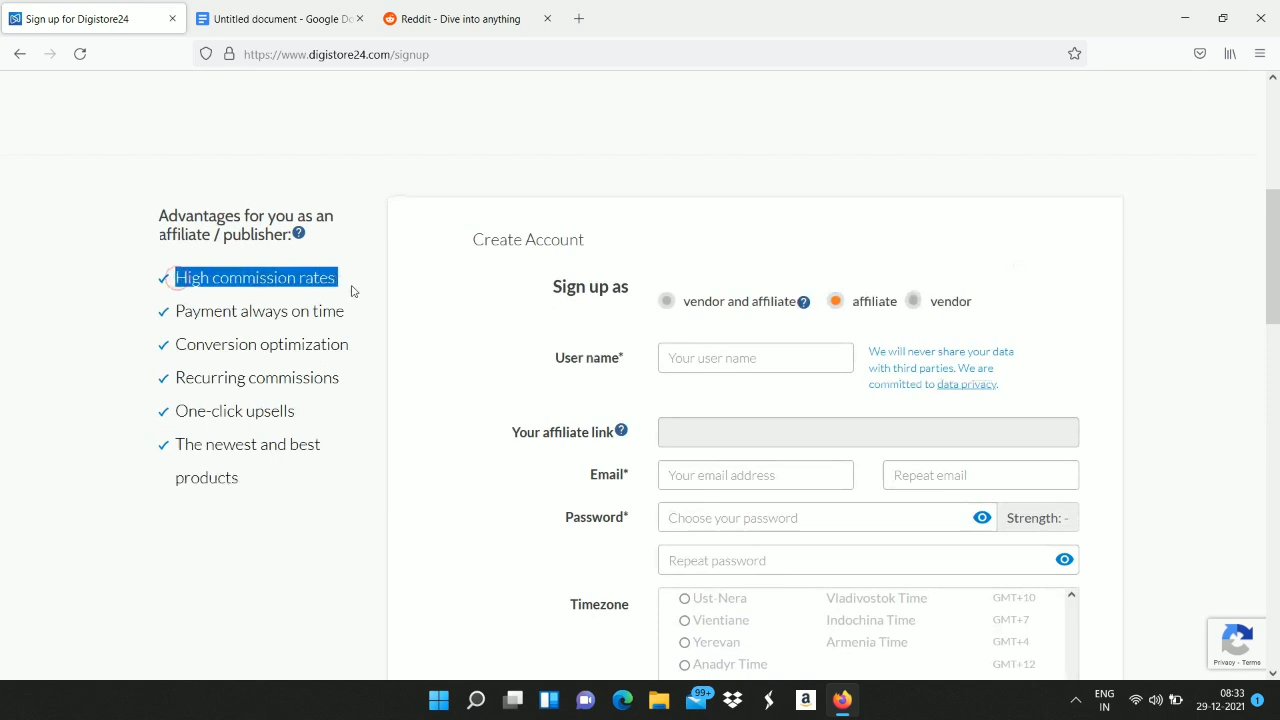 Sign up for Digistore24
Untitled document - Google Do
Reddit - Dive into anything
https://www.digistore24.com/signup
Advantages for you as an
affiliate / publisher:
High commission rates
Payment always on time
Conversion optimization
Recurring commissions
One-click upsells
The newest and best
products
Create Account
Sign up as
vendor and affiliate
affiliate
vendor
User name*
Your user name
We will never share your data
with third parties. We are
committed to data privacy.
Your affiliate link
Email*
Your email address
Repeat email
Password*
Choose your password
Strength: -
Repeat password
Timezone
Ust-Nera Vladivostok Time GMT+10
Vientiane Indochina Time GMT+7
Yerevan Armenia Time GMT+4
Anadyr Time GMT+12
Privacy - Terms
99+
a
ENG
IN
08:33
29-12-2021
1